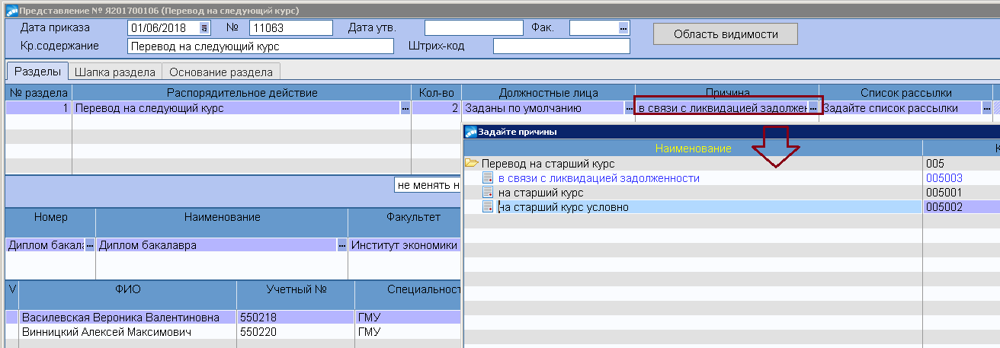 Представление № Я201700106 (Перевод на следующий курс)
Дата приказа 01/06/2018 № 11063 Дата утв. Фак. ... Область видимости
Кр.содержание Перевод на следующий курс Штрих-код
Разделы Шапка раздела Основание раздела
№ раздела Распорядительное действие Кол-во Должностные лица Причина Список рассылки
1 Перевод на следующий курс ... 2 Заданы по умолчанию ... в связи с ликвидацией задолжен ... Задайте список рассылки ...
Задайте причины
Наименование К
Перевод на старший курс 005
в связи с ликвидацией задолженности 005003
не менять н
на старший курс 005001
на старший курс условно 005002
Номер Наименование Факультет
Диплом бакала ... Диплом бакалавра ... Институт экономики
V ФИО Учетный № Специальност
Василевская Вероника Валентиновна 550218 ГМУ
Винницкий Алексей Максимович 550220 ГМУ